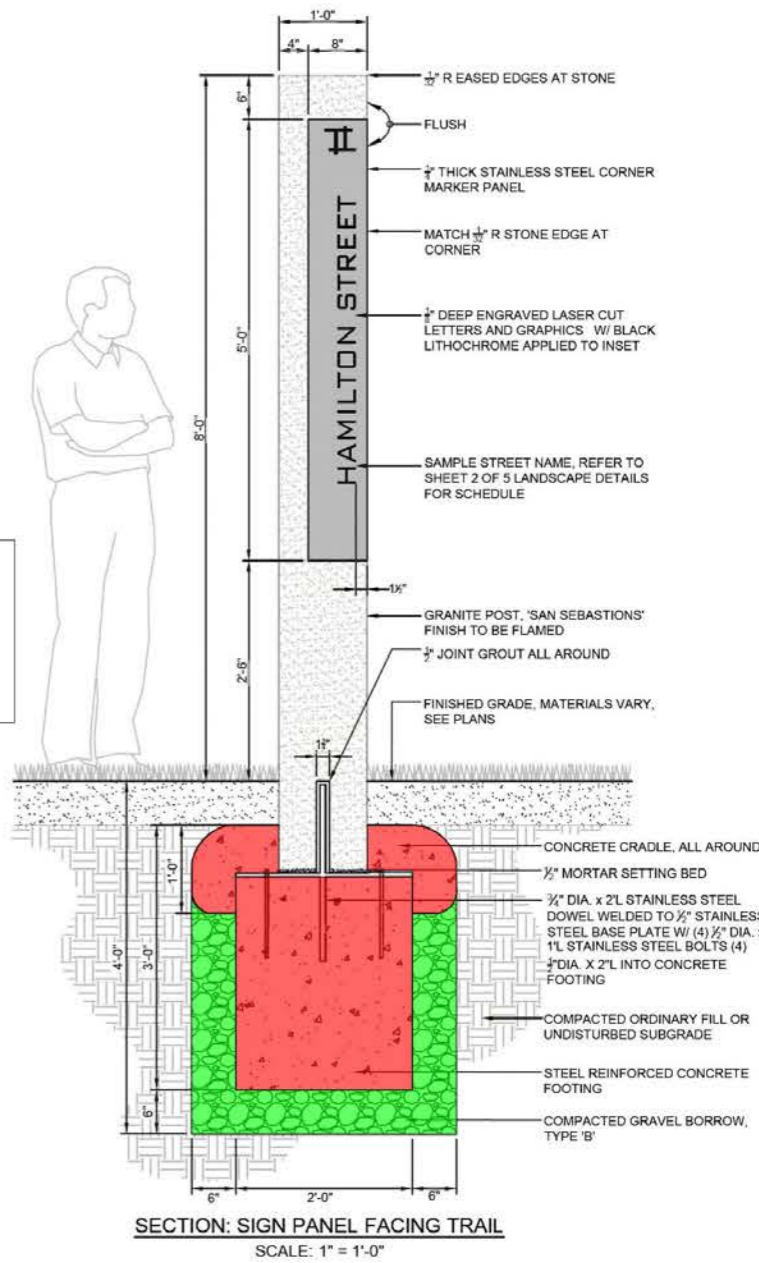 1'-0"
4" 8"
6"
5'-0"
8'-0"
2'-6"
HAMILTON STREET
1/32" R EASED EDGES AT STONE
FLUSH
1/8" THICK STAINLESS STEEL CORNER
MARKER PANEL
MATCH 1/32" R STONE EDGE AT
CORNER
1/8" DEEP ENGRAVED LASER CUT
LETTERS AND GRAPHICS W/ BLACK
LITHOCHROME APPLIED TO INSET
SAMPLE STREET NAME, REFER TO
SHEET 2 OF 5 LANDSCAPE DETAILS
FOR SCHEDULE
1½"
GRANITE POST, 'SAN SEBASTIONS'
FINISH TO BE FLAMED
½" JOINT GROUT ALL AROUND
FINISHED GRADE, MATERIALS VARY,
SEE PLANS
CONCRETE CRADLE, ALL AROUND
½" MORTAR SETTING BED
¾" DIA. x 2'L STAINLESS STEEL
DOWEL WELDED TO ½" STAINLESS
STEEL BASE PLATE W/ (4) ½" DIA.
1'L STAINLESS STEEL BOLTS (4)
DIA. X 2"L INTO CONCRETE
FOOTING
COMPACTED ORDINARY FILL OR
UNDISTURBED SUBGRADE
STEEL REINFORCED CONCRETE
FOOTING
COMPACTED GRAVEL BORROW,
TYPE 'B'
1'-0"
3'-0"
4'-0"
6"
6" 2'-0" 6"
SECTION: SIGN PANEL FACING TRAIL
SCALE: 1" = 1'-0"